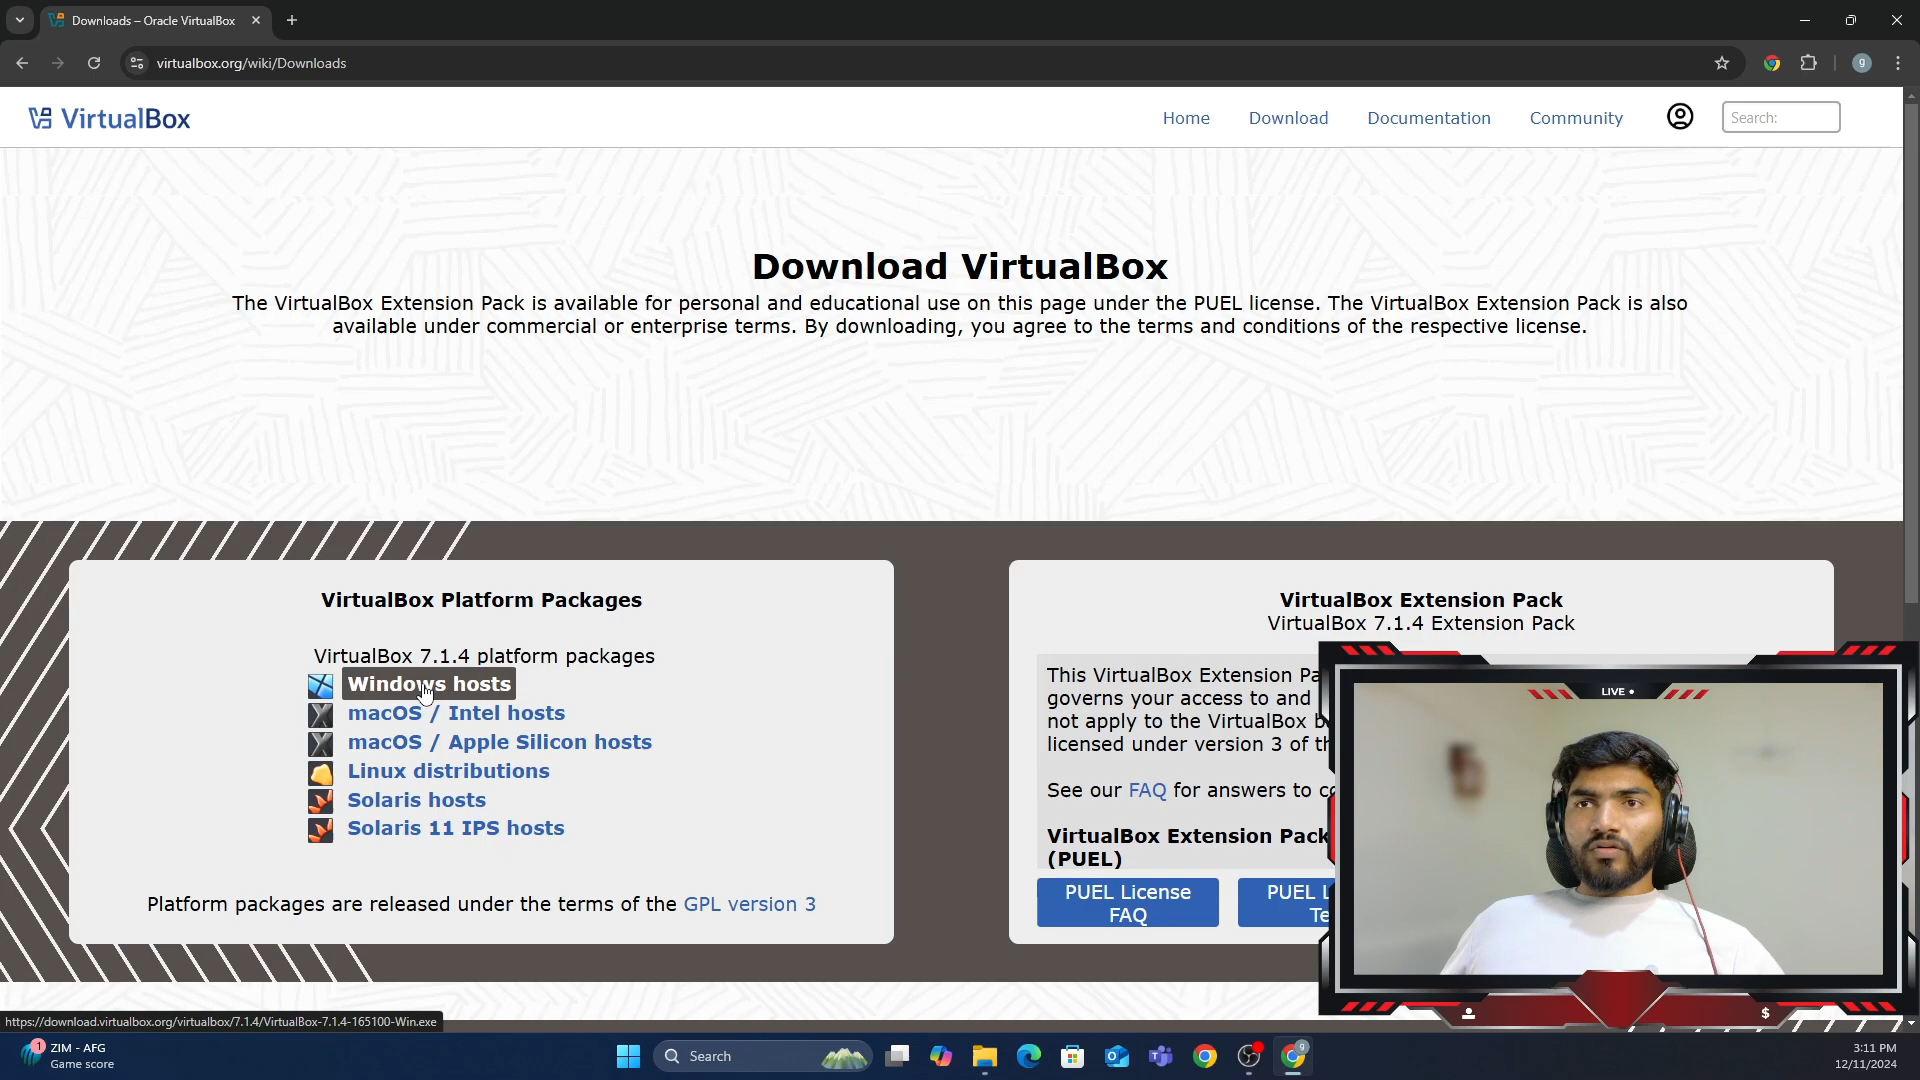 Downloads – Oracle VirtualBox
virtualbox.org/wiki/Downloads
g
VirtualBox
Home
Download
Documentation
Community
Search:
Download VirtualBox
The VirtualBox Extension Pack is available for personal and educational use on this page under the PUEL license. The VirtualBox Extension Pack is also
available under commercial or enterprise terms. By downloading, you agree to the terms and conditions of the respective license.
VirtualBox Platform Packages
VirtualBox 7.1.4 platform packages
Windows hosts
macOS / Intel hosts
macOS / Apple Silicon hosts
Linux distributions
Solaris hosts
Solaris 11 IPS hosts
Platform packages are released under the terms of the GPL version 3
VirtualBox Extension Pack
VirtualBox 7.1.4 Extension Pack
This VirtualBox Extension Pa
governs your access to and
not apply to the VirtualBox b
licensed under version 3 of th
See our FAQ for answers to co
VirtualBox Extension Pack
(PUEL)
PUEL License
FAQ
PUEL L
Te
LIVE
$
https://download.virtualbox.org/virtualbox/7.1.4/VirtualBox-7.1.4-165100-Win.exe
1
ZIM - AFG
Game score
Search
g
3:11 PM
12/11/2024